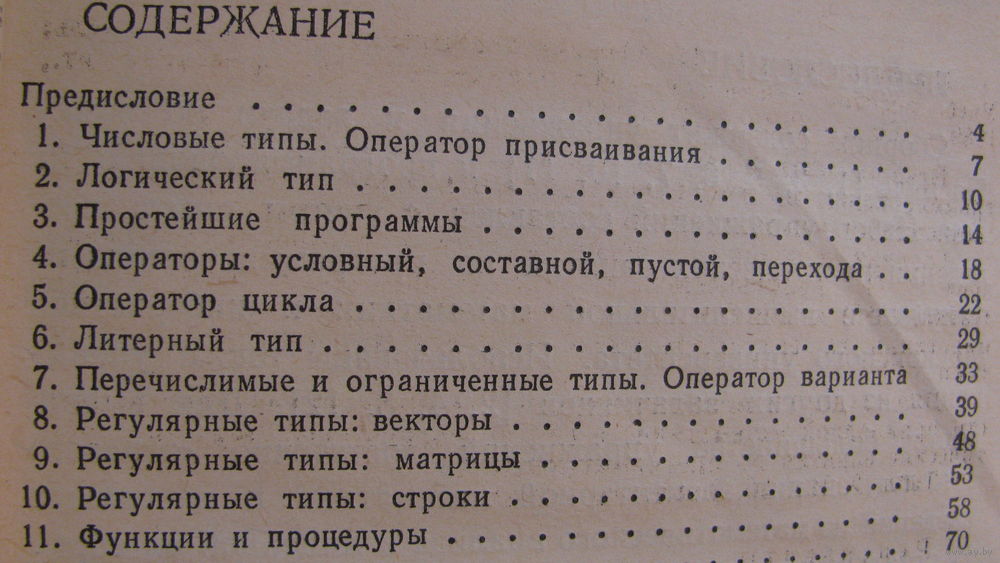 СОДЕРЖАНИЕ
Предисловие . . . . . . . . . . . . . . . . . . . . 4
1. Числовые типы. Оператор присваивания . . . . . . . 7
2. Логический тип . . . . . . . . . . . . . . . . . 10
3. Простейшие программы . . . . . . . . . . . . . 14
4. Операторы: условный, составной, пустой, перехода . . 18
5. Оператор цикла . . . . . . . . . . . . . . . . . 22
6. Литерный тип . . . . . . . . . . . . . . . . . . 29
7. Перечислимые и ограниченные типы. Оператор варианта 33
8. Регулярные типы: векторы . . . . . . . . . . . . 39
9. Регулярные типы: матрицы . . . . . . . . . . . 48
10. Регулярные типы: строки . . . . . . . . . . . . 53
11. Функции и процедуры . . . . . . . . . . . . . . 58
. . . . . . . 70
www.ay.by